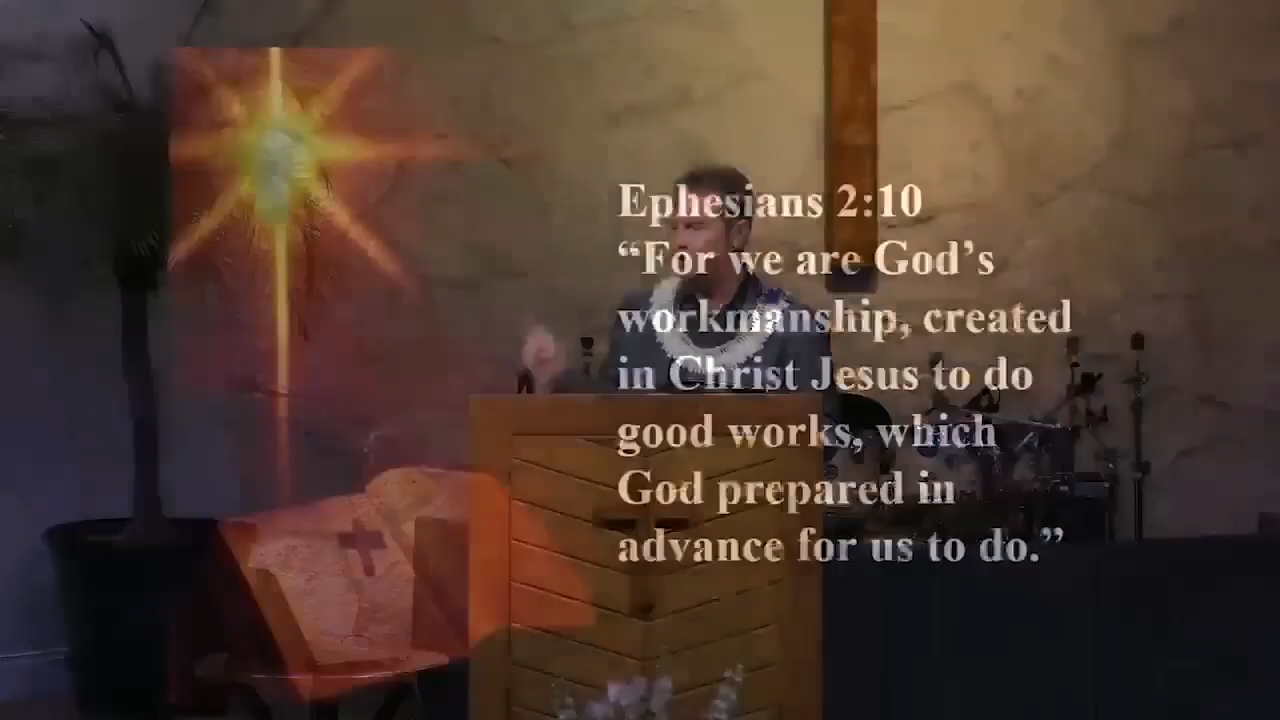 Ephesians 2:10
“For we are God’s
workmanship, created
in Christ Jesus to do
good works, which
God prepared in
advance for us to do.”